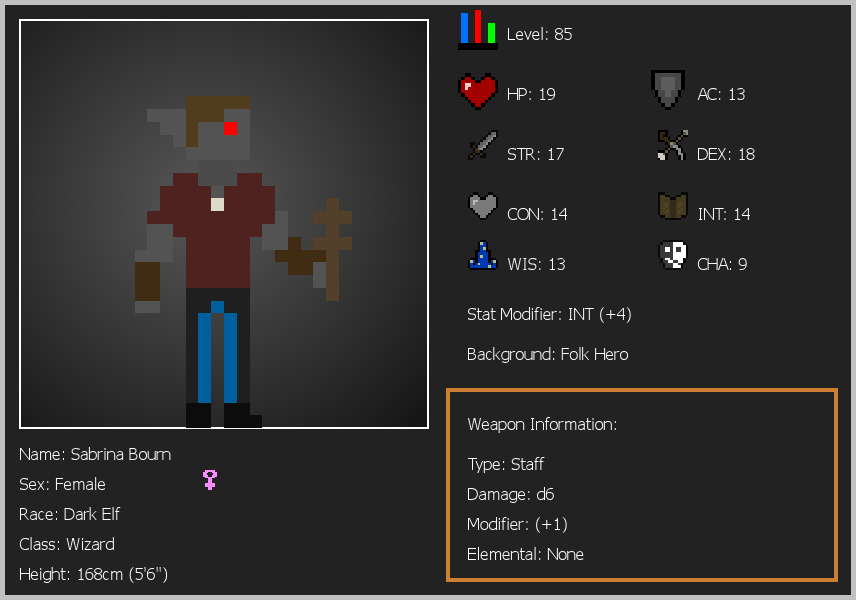 Level: 85
HP: 19
AC: 13
STR: 17
DEX: 18
CON: 14
INT: 14
WIS: 13
CHA: 9
Stat Modifier: INT (+4)
Background: Folk Hero
Weapon Information:
Type: Staff
Damage: d6
Modifier: (+1)
Elemental: None
Name: Sabrina Bourn
Sex: Female
Race: Dark Elf
Class: Wizard
Height: 168cm (5'6")